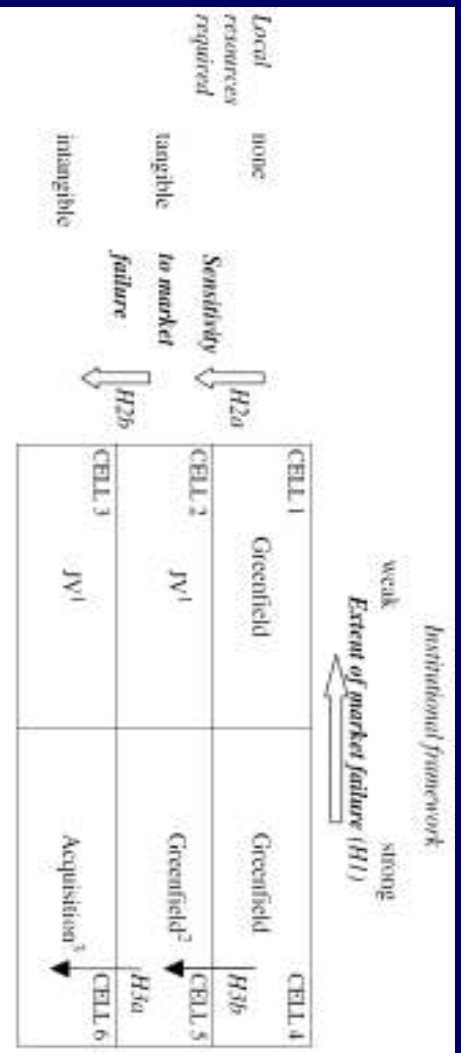 Institutional framework
weak
strong
Extent of market failure (H1)
Local
resources
required
none
tangible
intangible
Sensitivity
to market
failure
H2a
H2b
CELL 1
Greenfield
CELL 4
Greenfield
H3b
CELL 2
JV¹
CELL 5
Greenfield²
H3a
CELL 3
JV¹
CELL 6
Acquisition³